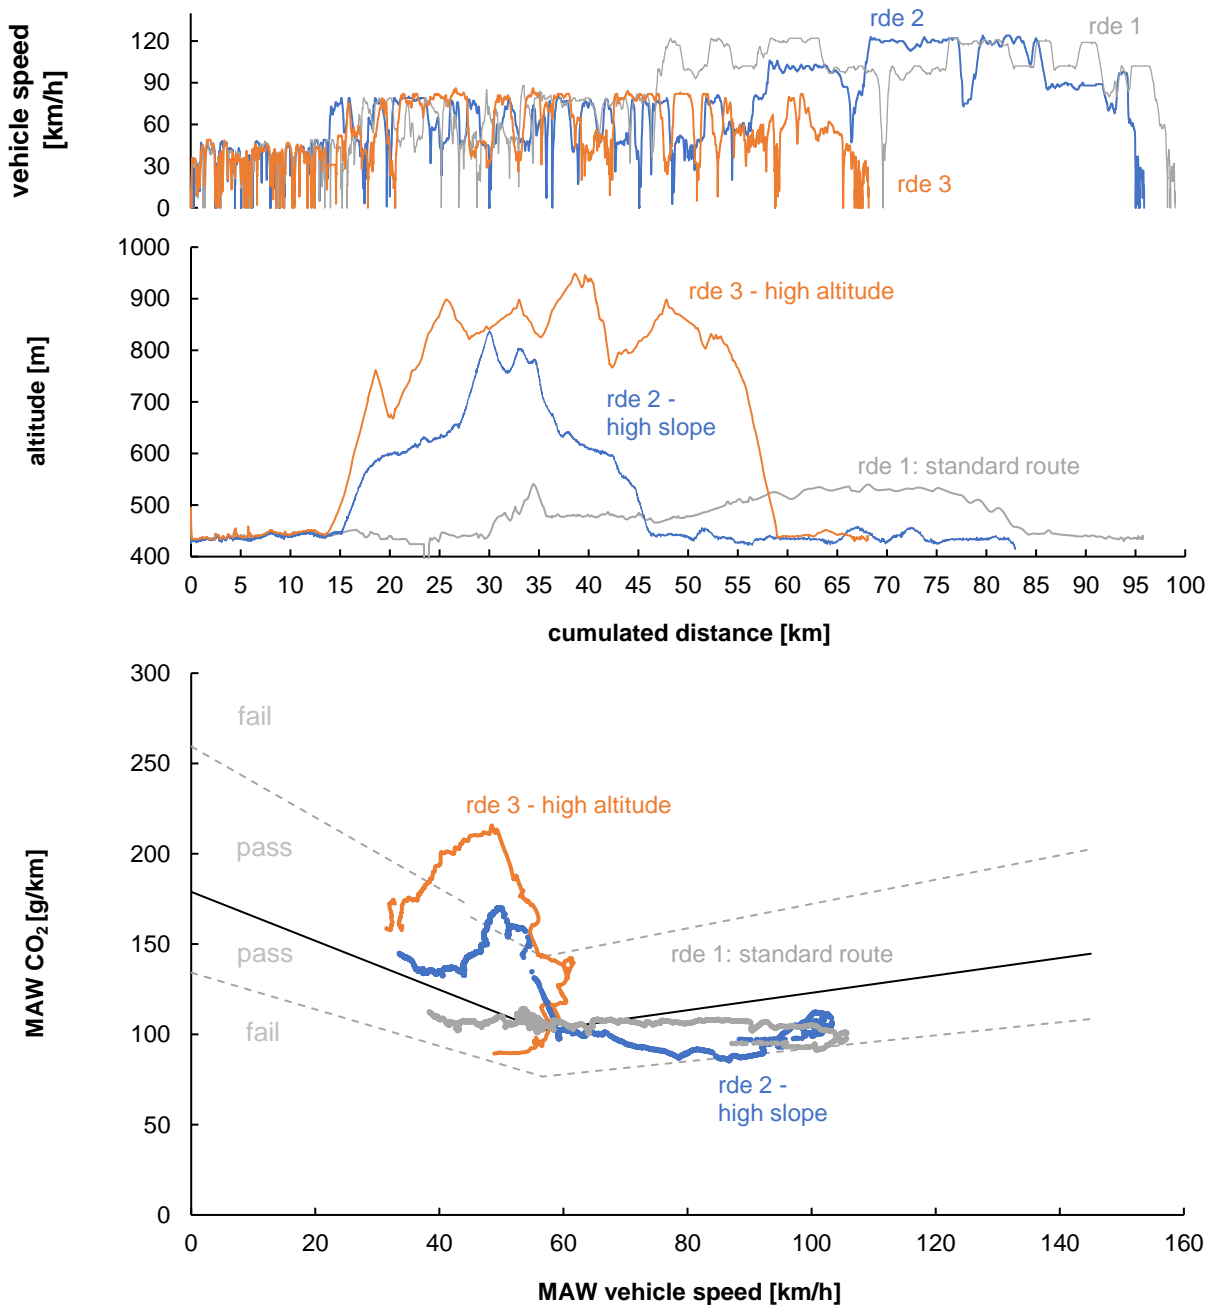 vehicle speed
[km/h]
120
90
60
30
0
rde 2
rde 1
rde 3
altitude [m]
1000
900
800
700
600
500
400
rde 3 - high altitude
rde 2 -
high slope
rde 1: standard route
0 5 10 15 20 25 30 35 40 45 50 55 60 65 70 75 80 85 90 95 100
cumulated distance [km]
MAW CO2 [g/km]
300
250
200
150
100
50
0
fail
pass
pass
fail
rde 3 - high altitude
rde 1: standard route
rde 2 -
high slope
0 20 40 60 80 100 120 140 160
MAW vehicle speed [km/h]